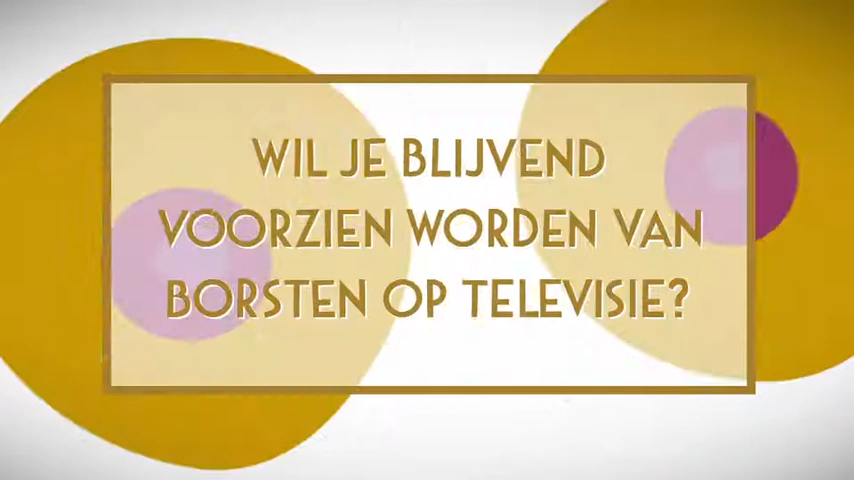 WIL JE BLIJVEND
VOORZIEN WORDEN VAN
BORSTEN OP TELEVISIE?